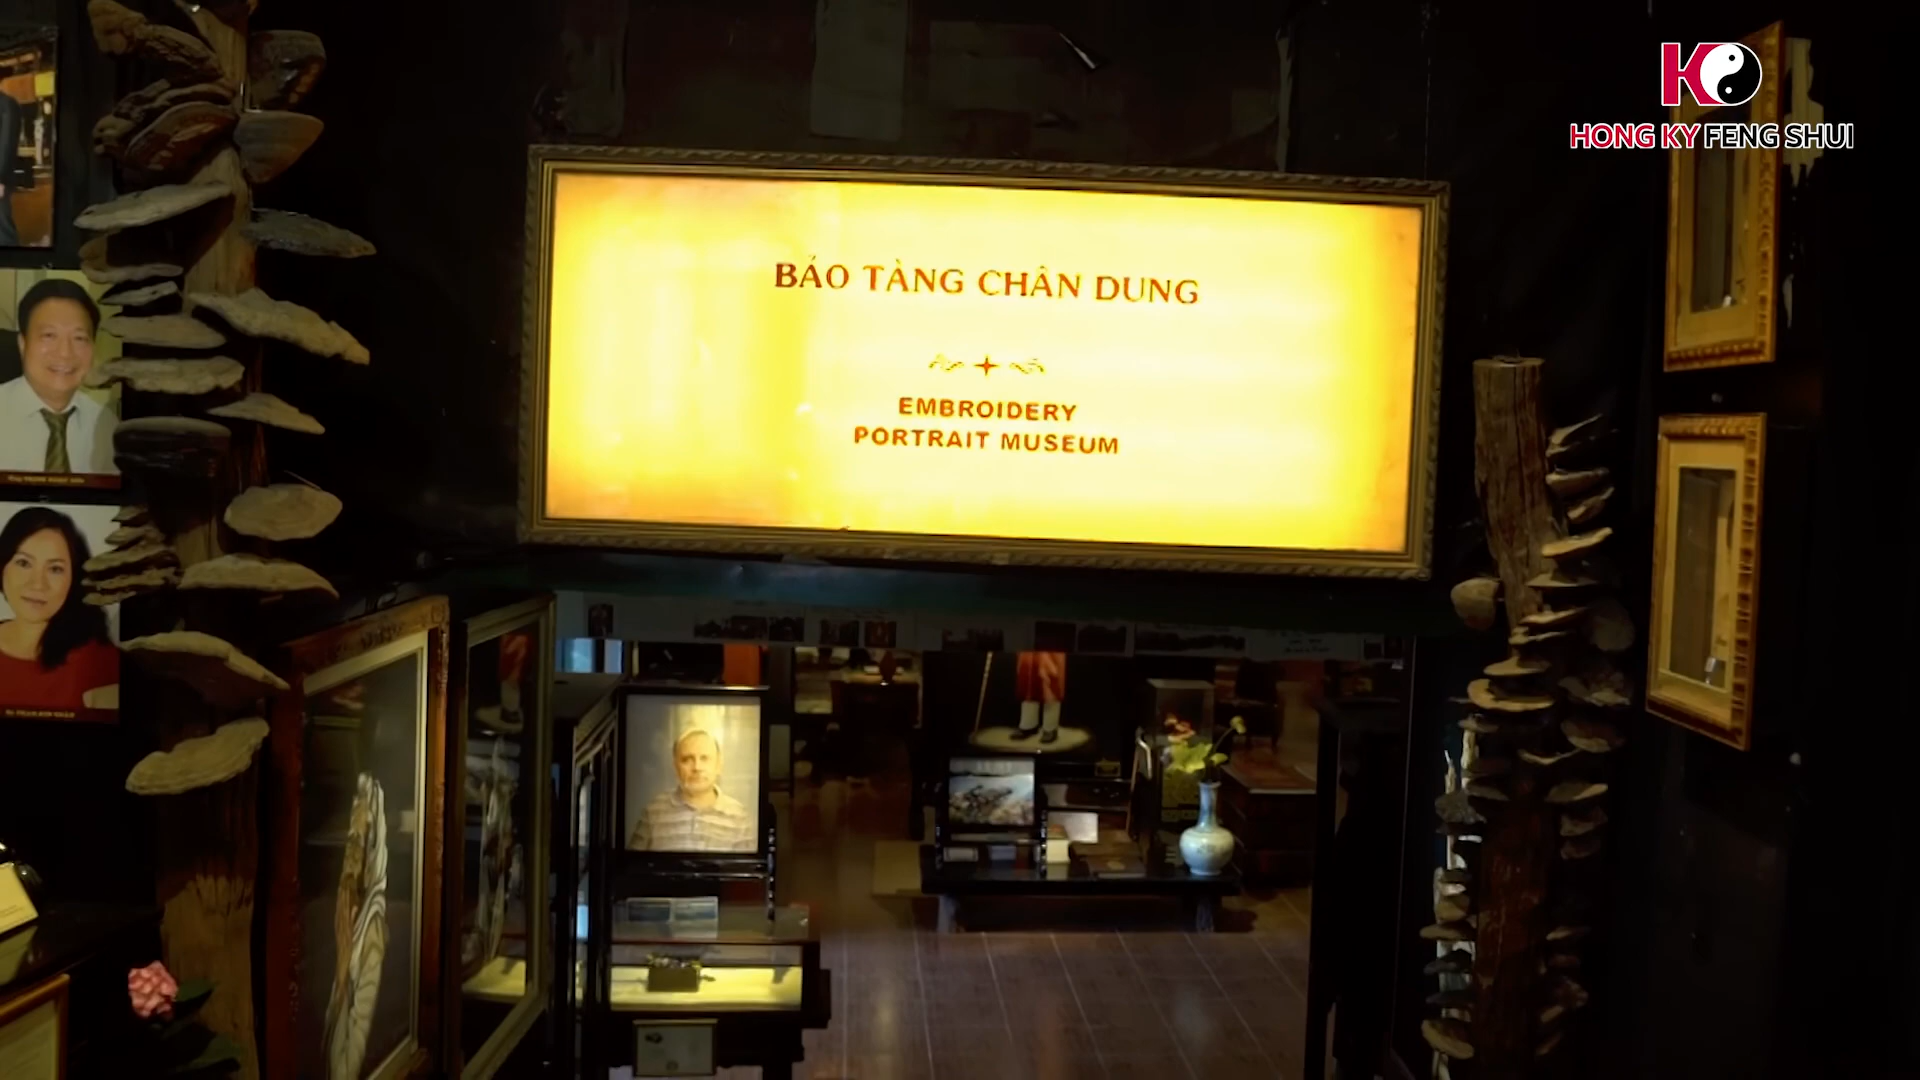 HONG KY FENG SHUI
BẢO TÀNG CHÂN DUNG
EMBROIDERY
PORTRAIT MUSEUM